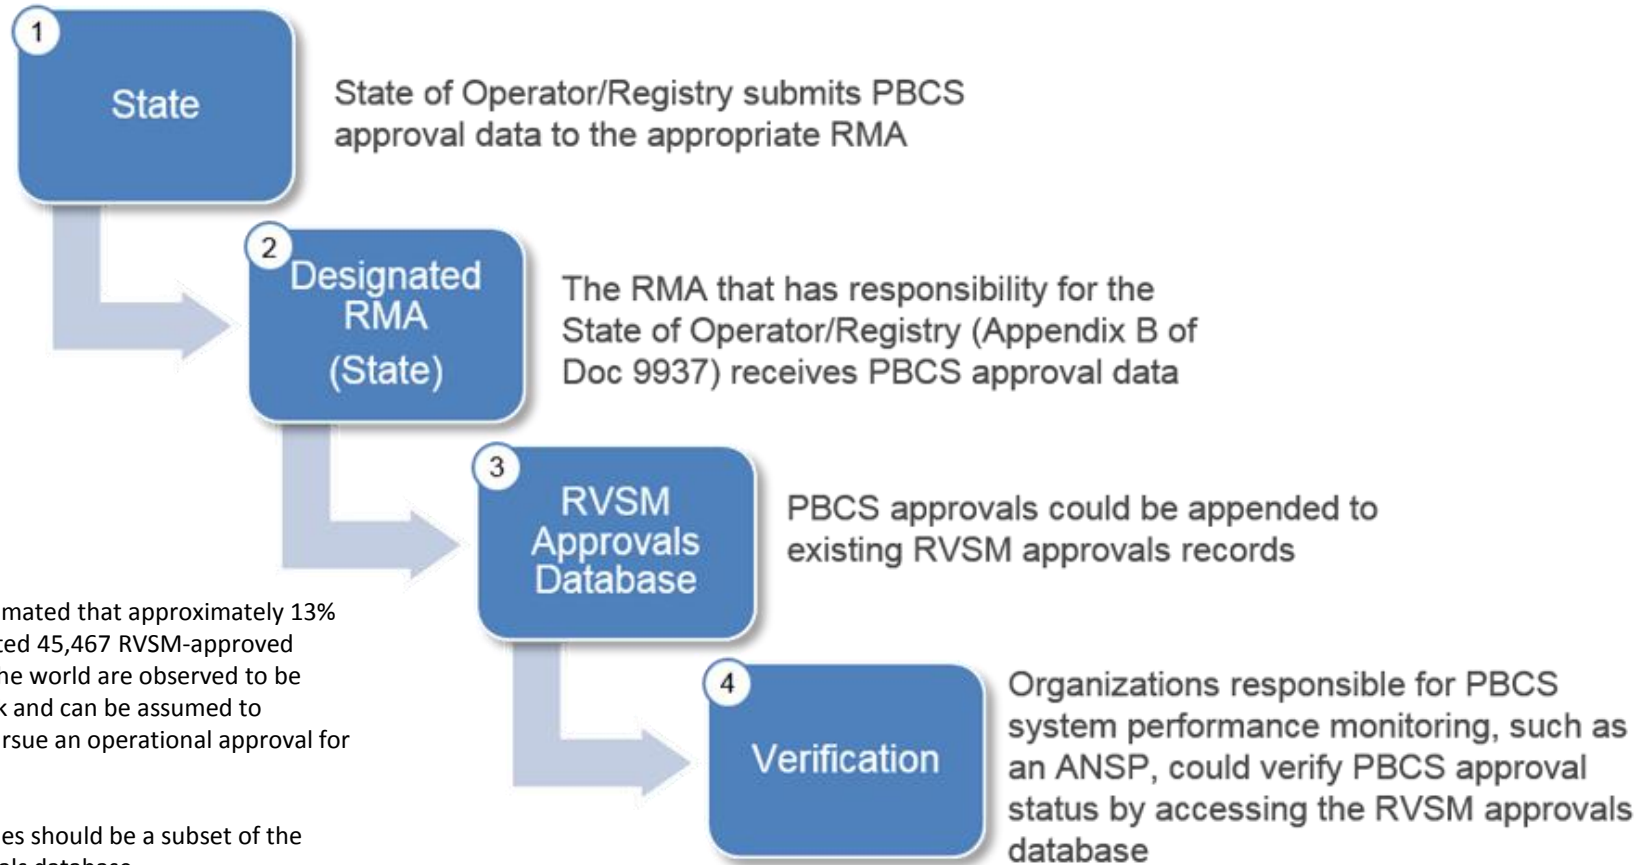 1
State
State of Operator/Registry submits PBCS
approval data to the appropriate RMA
2
Designated
RMA
(State)
The RMA that has responsibility for the
State of Operator/Registry (Appendix B of
Doc 9937) receives PBCS approval data
3
RVSM
Approvals
Database
PBCS approvals could be appended to
existing RVSM approvals records
mated that approximately 13%
ted 45,467 RVSM-approved
he world are observed to be
and can be assumed to
rsue an operational approval for
es should be a subset of the
als database
4
Verification
Organizations responsible for PBCS
system performance monitoring, such as
an ANSP, could verify PBCS approval
status by accessing the RVSM approvals
database